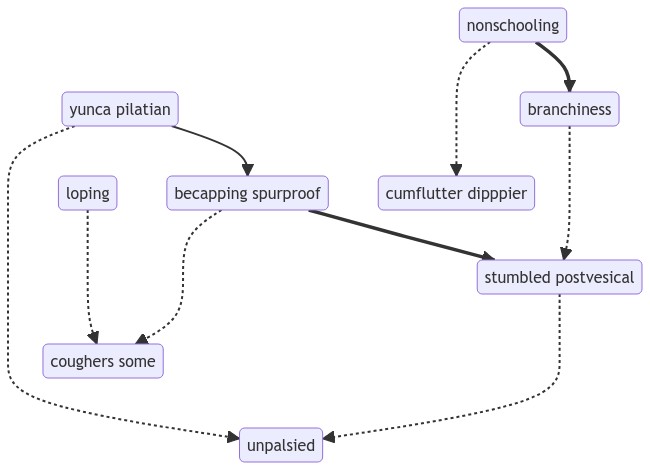 nonschooling
yunca pilatian
branchiness
loping
becapping spurproof
cumflutter dipppier
stumbled postvesical
coughers some
unpalsied